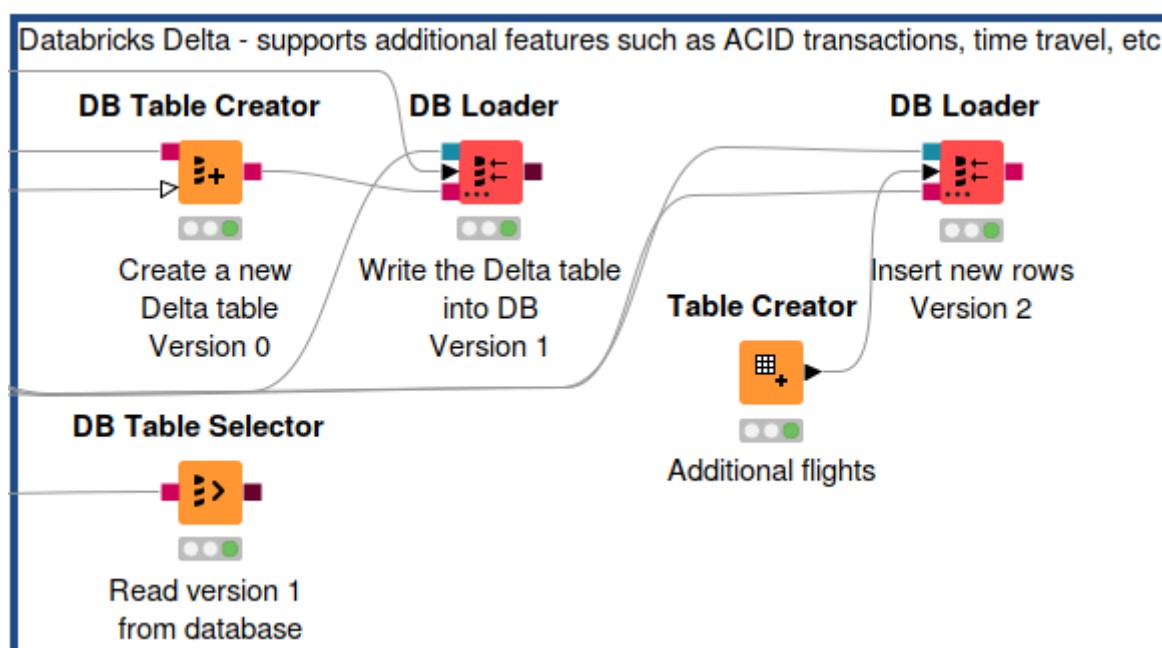 Databricks Delta - supports additional features such as ACID transactions, time travel, etc
DB Table Creator
Create a new
Delta table
Version 0
DB Loader
Write the Delta table
into DB
Version 1
DB Loader
Insert new rows
Version 2
Table Creator
Additional flights
DB Table Selector
Read version 1
from database